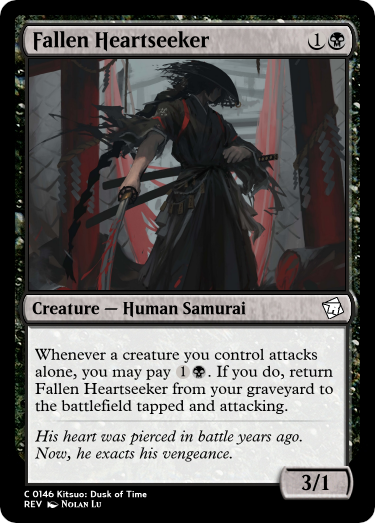 Fallen Heartseeker 1
Creature — Human Samurai
Whenever a creature you control attacks
alone, you may pay 1 . If you do, return
Fallen Heartseeker from your graveyard to
the battlefield tapped and attacking.
His heart was pierced in battle years ago.
Now, he exacts his vengeance.
3/1
C 0146 Kitsuo: Dusk of Time
REV Nolan Lu